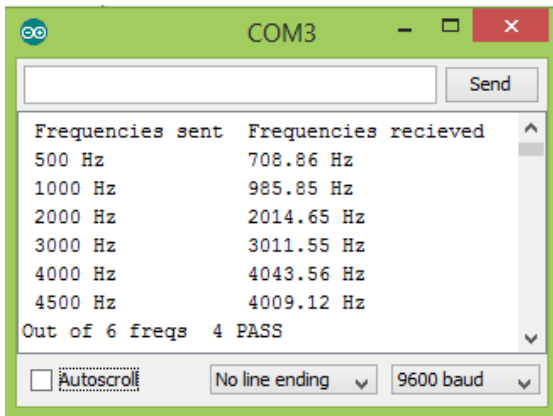 COM3
Send
Frequencies sent Frequencies recieved
500 Hz 708.86 Hz
1000 Hz 985.85 Hz
2000 Hz 2014.65 Hz
3000 Hz 3011.55 Hz
4000 Hz 4043.56 Hz
4500 Hz 4009.12 Hz
Out of 6 freqs 4 PASS
Autoscroll No line ending 9600 baud